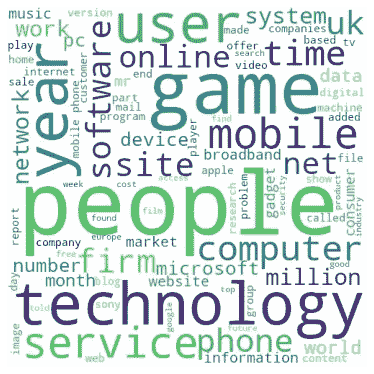 music
version
made
companies
play
offer
based
tv
user
system
uk
work
pc
online
time
home
internet
customer
mr
end
search
video
sale
mobile phone
mail
part
program
game
data
digital
machine
year
software
network
device
player
find
mobile
added
site
broadband
net
file
week
cost
access
apple
gadget
problem
show
product
consumer
people
security
industry
research
report
found
film
computer
called
company
europe
market
good
free
firm
microsoft
million
number
day
month
blog
website
top
group
sony
technology
image
google
future
service
phone
world
web
information
content